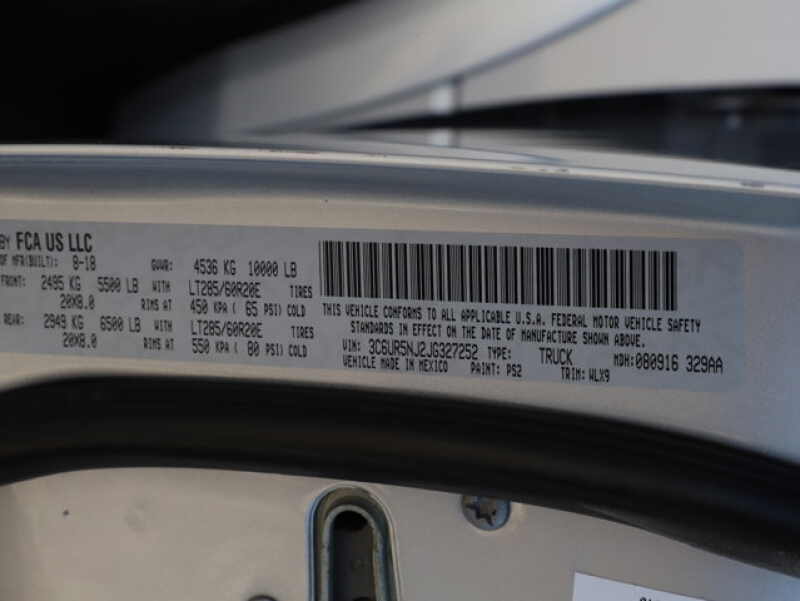 BY FCA US LLC
OF MFR(BUILT): 8-18 GVWR: 4536 KG 10000 LB
FRONT: 2495 KG 5500 LB WITH LT285/60R20E TIRES
20X8.0 RIMS AT 450 KPA ( 65 PSI) COLD
REAR: 2949 KG 6500 LB WITH LT285/60R20E TIRES
20X8.0 RIMS AT 550 KPA ( 80 PSI) COLD
THIS VEHICLE CONFORMS TO ALL APPLICABLE U.S.A. FEDERAL MOTOR VEHICLE SAFETY
STANDARDS IN EFFECT ON THE DATE OF MANUFACTURE SHOWN ABOVE.
VIN: 3C6UR5NJ2JG327252 TYPE: TRUCK MDH:080916 329AA
VEHICLE MADE IN MEXICO PAINT: PS2 TRIM: WLX9